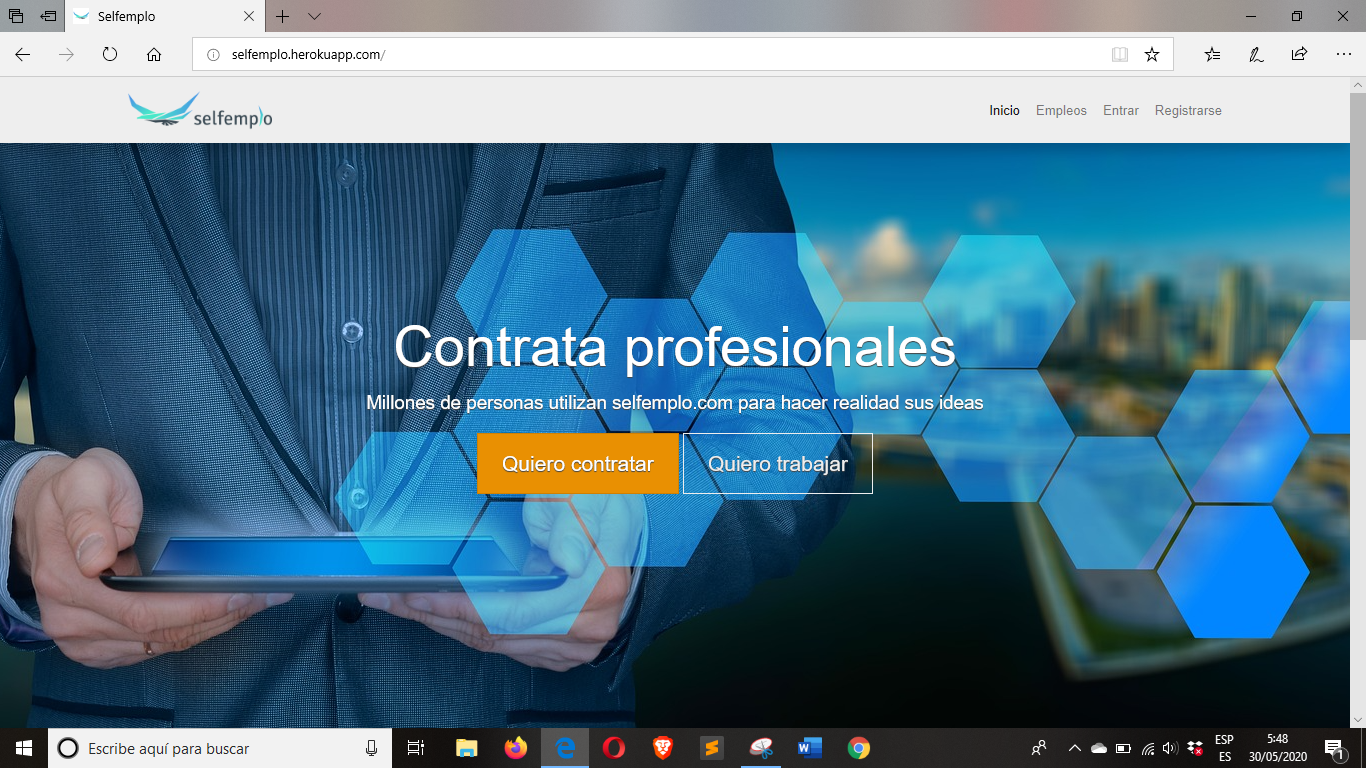 Selfemplo
selfemplo.herokuapp.com/
selfemplo
Inicio Empleos Entrar Registrarse
Contrata profesionales
Millones de personas utilizan selfemplo.com para hacer realidad sus ideas
Quiero contratar Quiero trabajar
Escribe aquí para buscar
ESP
ES
5:48
30/05/2020
1